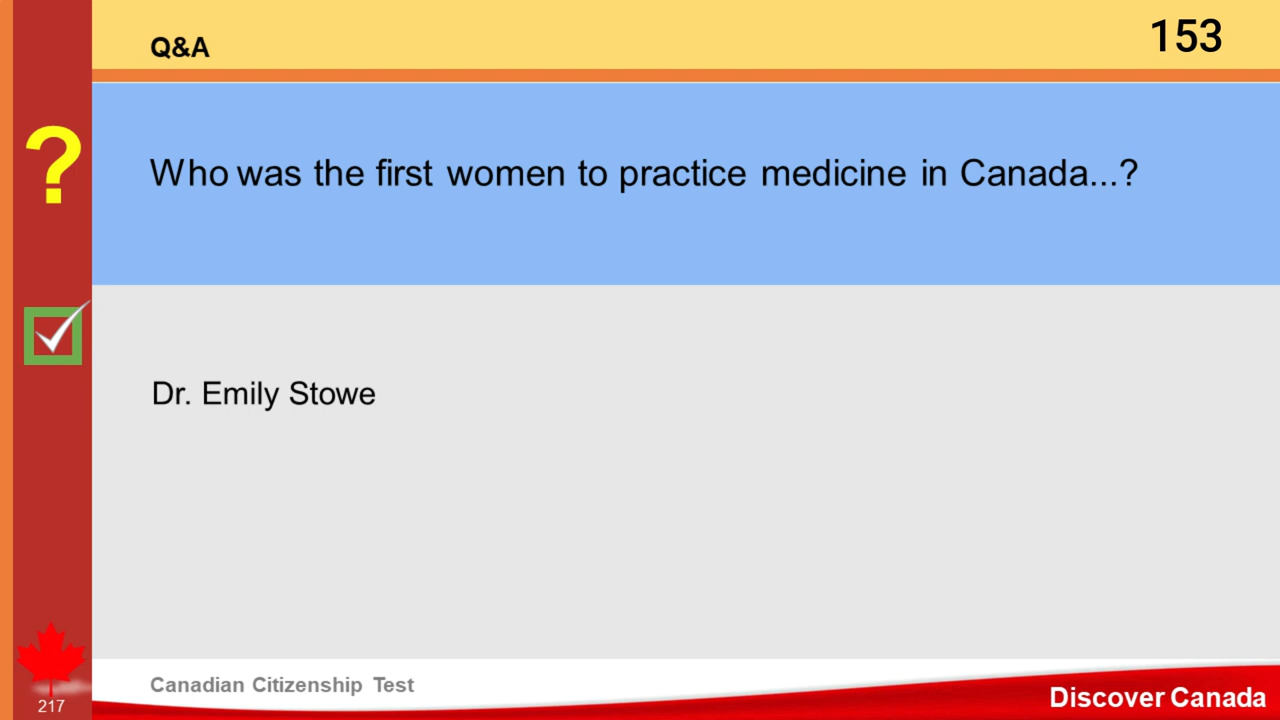 Q&A
153
?
Who was the first women to practice medicine in Canada...?
Dr. Emily Stowe
Canadian Citizenship Test
217
Discover Canada